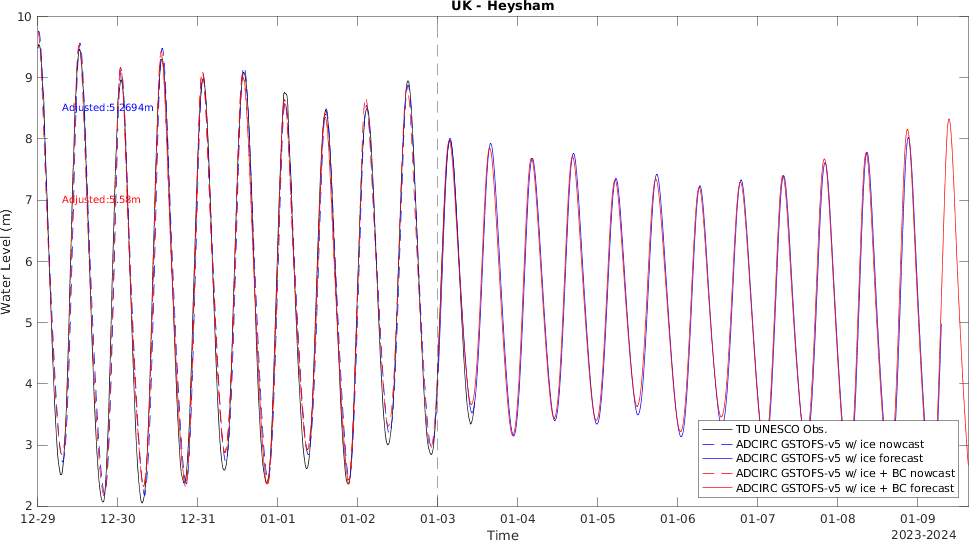 UK - Heysham
10
9
8
7
6
5
4
3
2
Water Level (m)
Adjusted:5.2694m
Adjusted:5.58m
TD UNESCO Obs.
ADCIRC GSTOFS-v5 w/ ice nowcast
ADCIRC GSTOFS-v5 w/ ice forecast
ADCIRC GSTOFS-v5 w/ ice + BC nowcast
ADCIRC GSTOFS-v5 w/ ice + BC forecast
12-29 12-30 12-31 01-01 01-02 01-03 01-04 01-05 01-06 01-07 01-08 01-09
Time
2023-2024